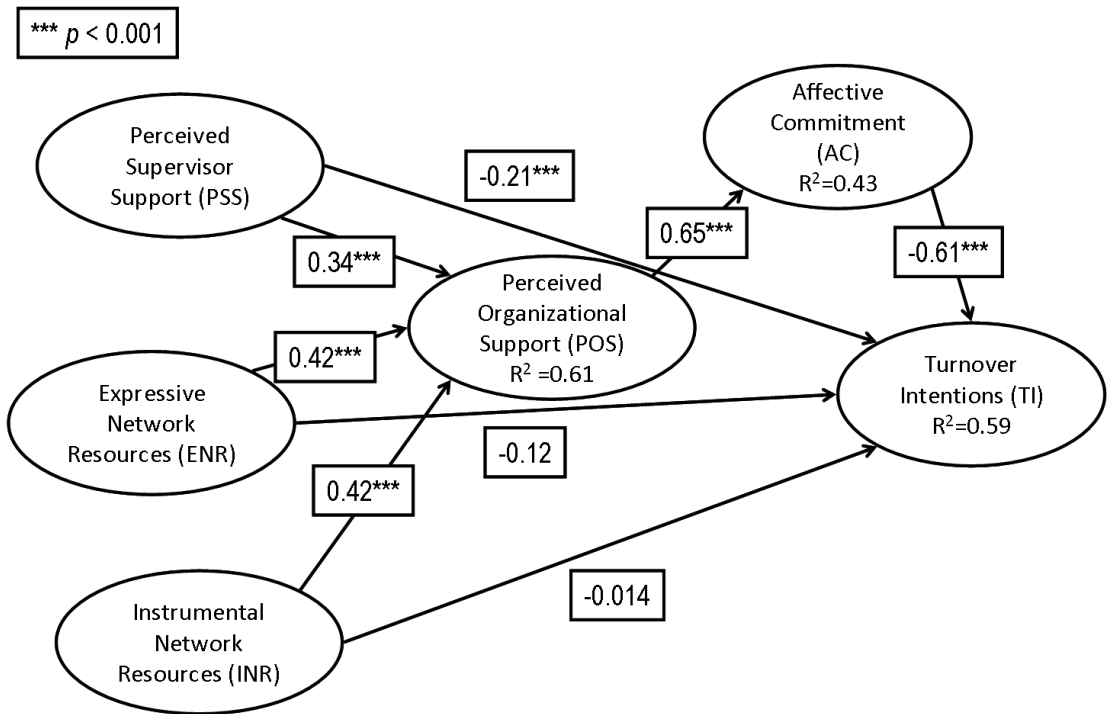 *** p < 0.001
Perceived
Supervisor
Support (PSS)
Affective
Commitment
(AC)
R²=0.43
-0.21***
0.65***
-0.61***
0.34***
Perceived
Organizational
Support (POS)
R² =0.61
0.42***
Turnover
Intentions (TI)
R²=0.59
Expressive
Network
Resources (ENR)
-0.12
0.42***
-0.014
Instrumental
Network
Resources (INR)